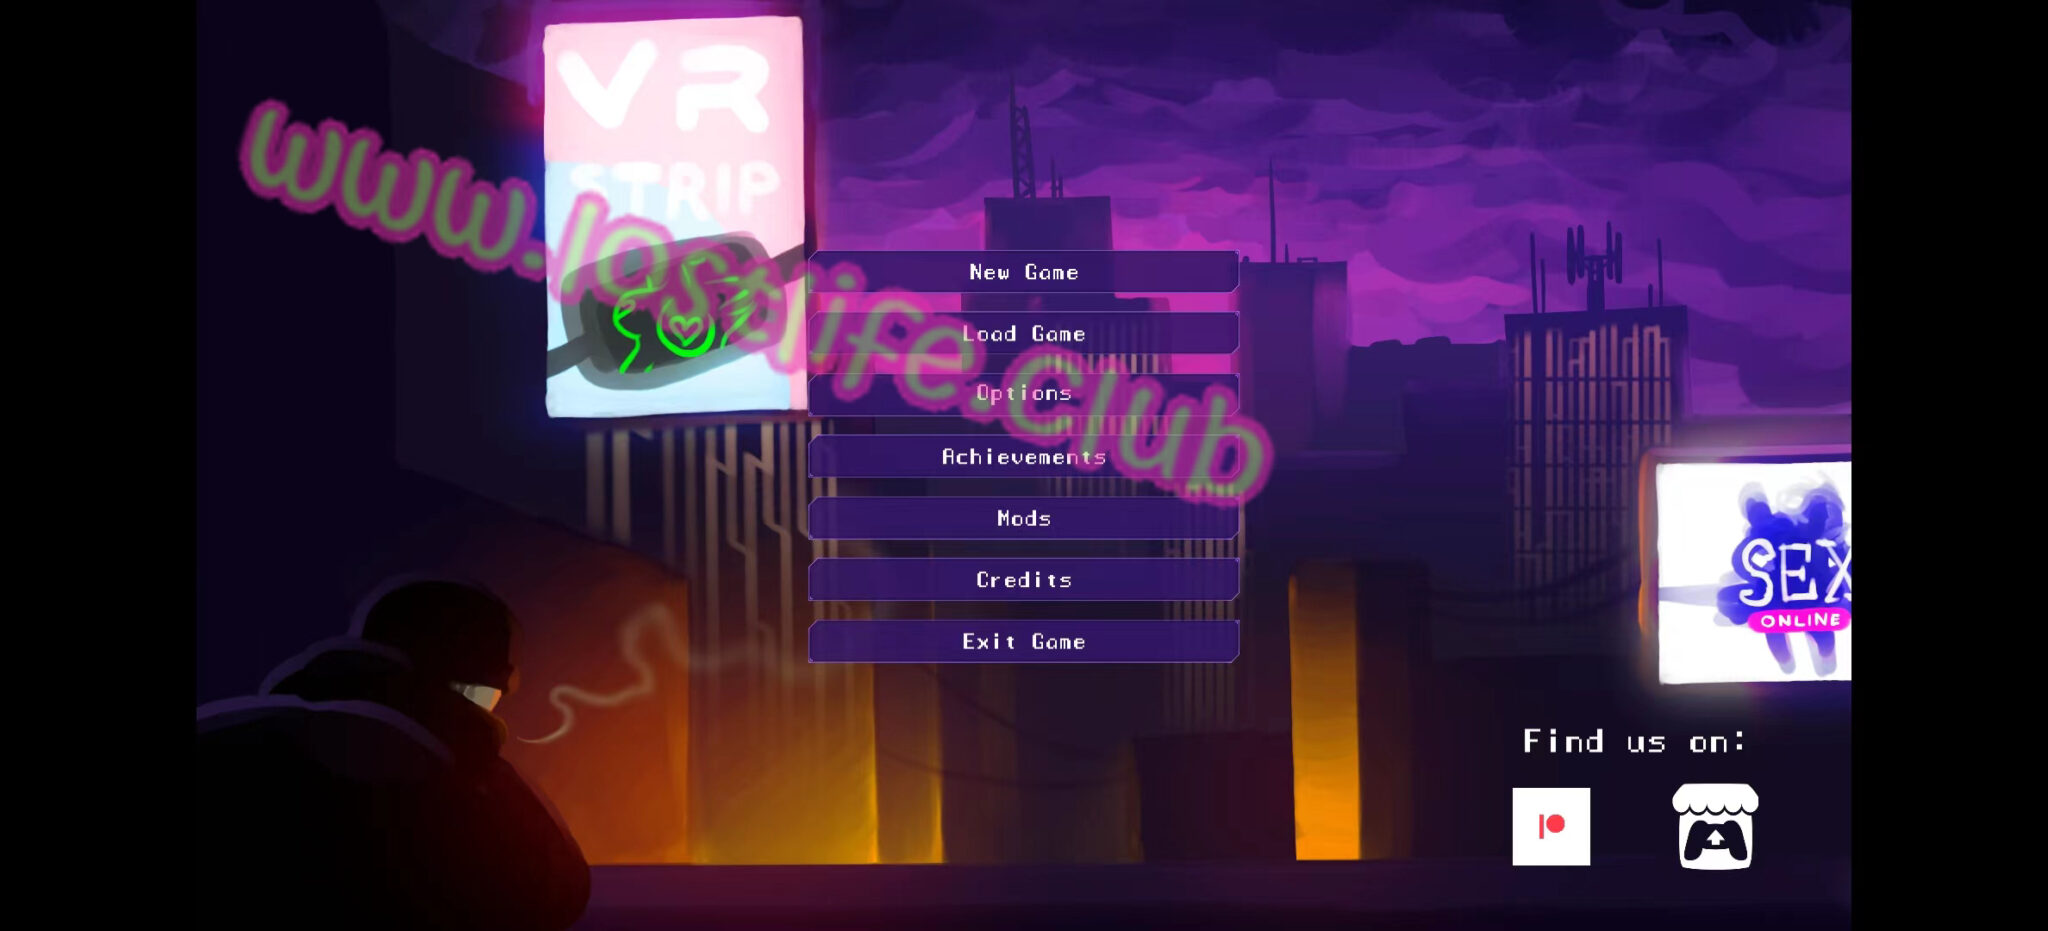 VR
STRIP
www.lostlife.club
New Game
Load Game
Options
Achievements
Mods
Credits
Exit Game
SEX
ONLINE
Find us on: